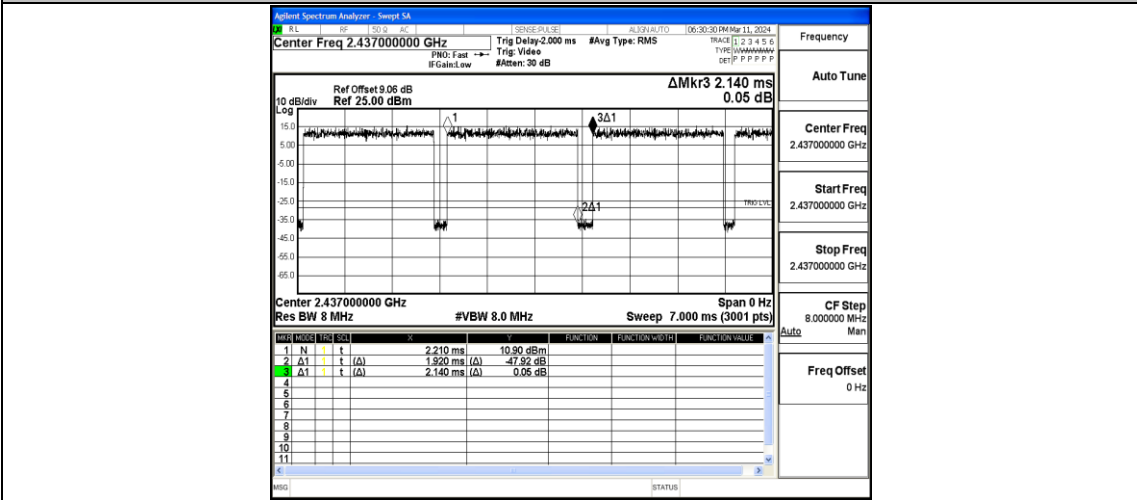 Agilent Spectrum Analyzer - Swept SA
RL RF 50 Ω AC SENSE:PULSE ALIGN AUTO 06:30:30 PM Mar 11, 2024
Center Freq 2.437000000 GHz
PNO: Fast
IFGain:Low
Trig Delay-2.000 ms
Trig: Video
#Atten: 30 dB
#Avg Type: RMS
TRACE 1 2 3 4 5 6
TYPE WWWWWW
DET P P P P P P
Frequency
Auto Tune
ΔMkr3 2.140 ms
0.05 dB
Ref Offset 9.06 dB
10 dB/div Ref 25.00 dBm
Log
15.0
5.00
-5.00
-15.0
-25.0
-35.0
-45.0
-55.0
-65.0
1
3Δ1
2Δ1
TRIG LVL
Center Freq
2.437000000 GHz
Start Freq
2.437000000 GHz
Stop Freq
2.437000000 GHz
CF Step
8.000000 MHz
Auto Man
Freq Offset
0 Hz
Center 2.437000000 GHz Span 0 Hz
Res BW 8 MHz #VBW 8.0 MHz Sweep 7.000 ms (3001 pts)
MKR MODE TRC SCL X Y FUNCTION FUNCTION WIDTH FUNCTION VALUE
1 N 1 t 2.210 ms 10.90 dBm
2 Δ1 1 t (Δ) 1.920 ms (Δ) -47.92 dB
3 Δ1 1 t (Δ) 2.140 ms (Δ) 0.05 dB
4
5
6
7
8
9
10
11
MSG STATUS